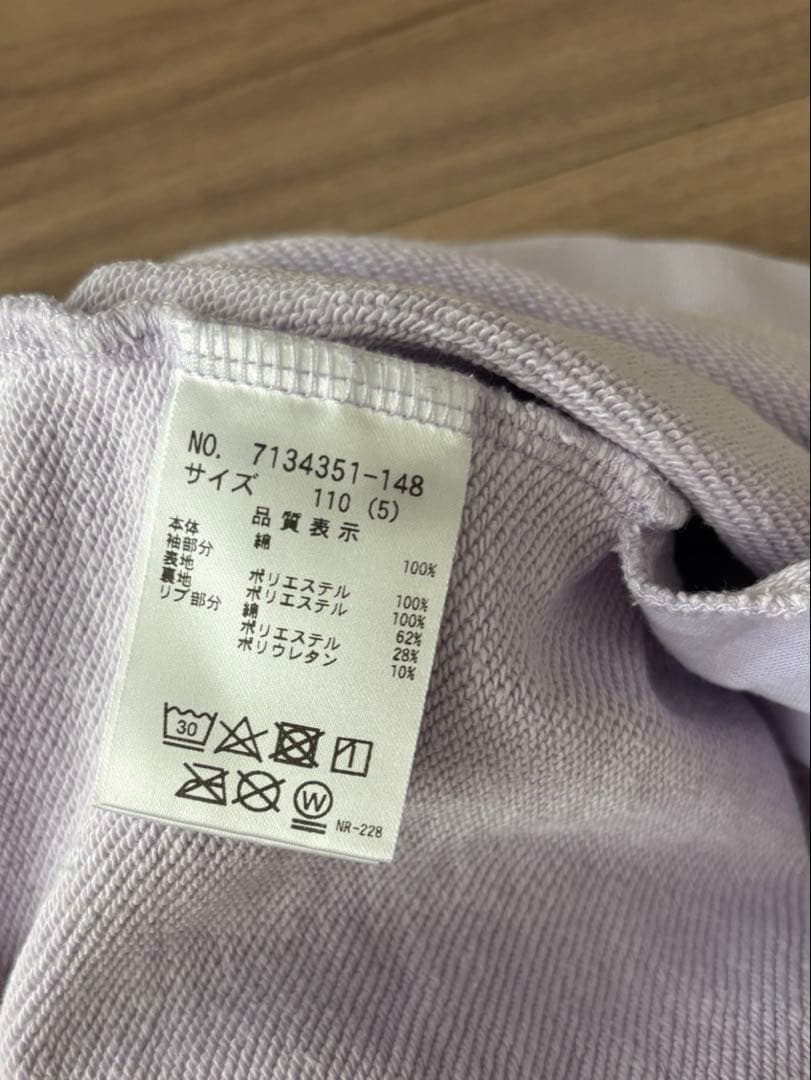 NO. 7134351-148
サイズ 110 (5)
品質表示
本体 綿 100%
袖部分
表地 ポリエステル 100%
裏地 ポリエステル 100%
リブ部分 綿 62%
ポリエステル 28%
ポリウレタン 10%
30
W
NR-228